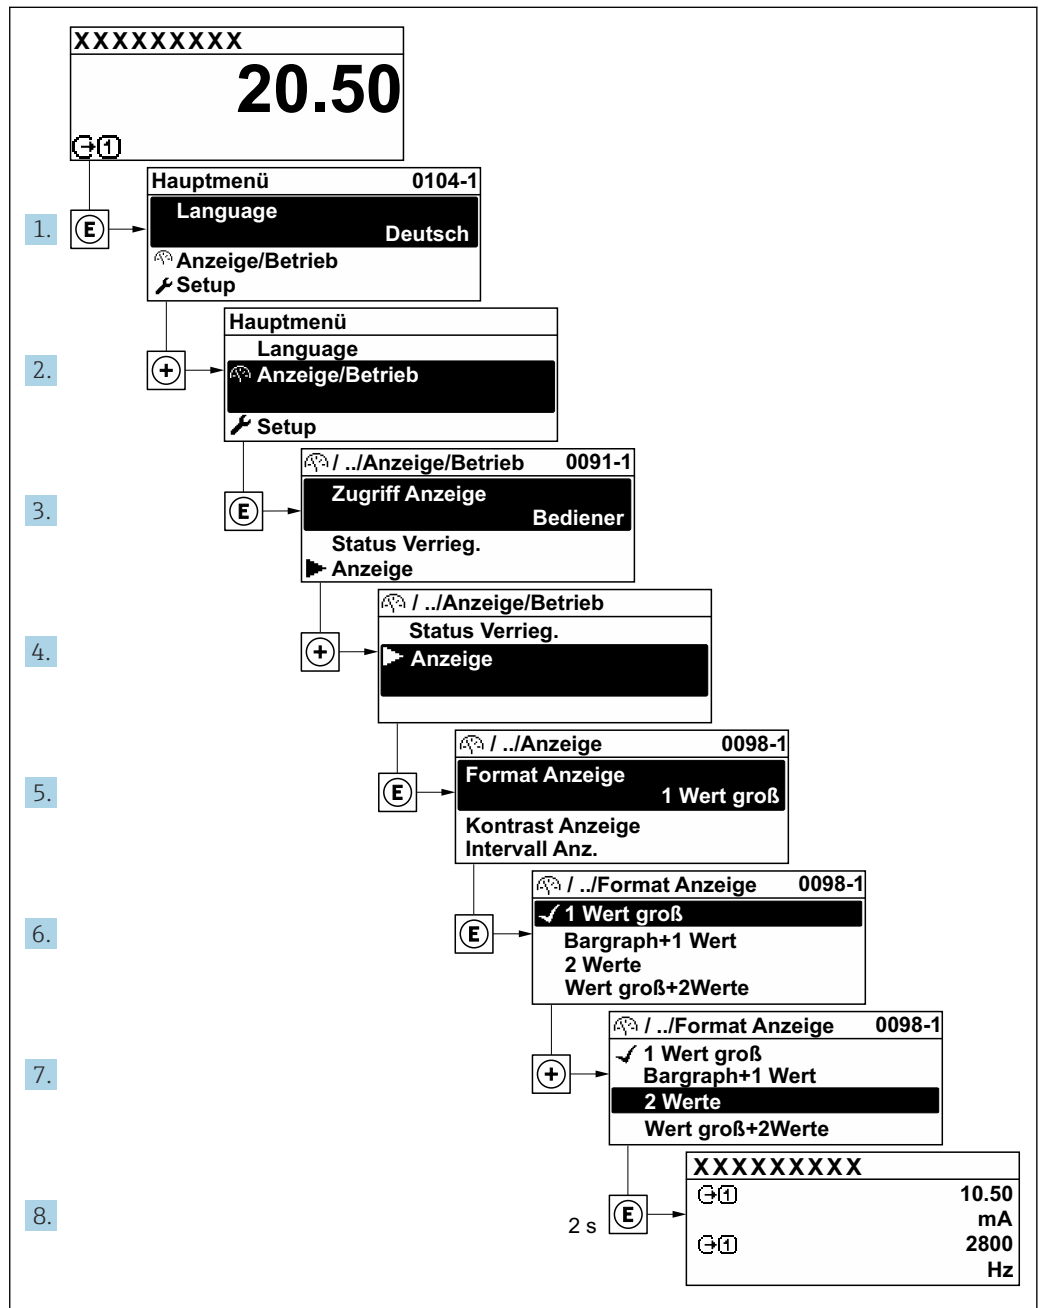 XXXXXXXXX
20.50
1
1.
E
Hauptmenü 0104-1
Language
Deutsch
Anzeige/Betrieb
Setup
2.
+
Hauptmenü
Language
Anzeige/Betrieb
Setup
3.
E
/ ../Anzeige/Betrieb 0091-1
Zugriff Anzeige
Bediener
Status Verrieg.
Anzeige
4.
+
/ ../Anzeige/Betrieb
Status Verrieg.
Anzeige
5.
E
/ ../Anzeige 0098-1
Format Anzeige
1 Wert groß
Kontrast Anzeige
Intervall Anz.
6.
E
/ ../Format Anzeige 0098-1
1 Wert groß
Bargraph+1 Wert
2 Werte
Wert groß+2Werte
7.
+
/ ../Format Anzeige 0098-1
1 Wert groß
Bargraph+1 Wert
2 Werte
Wert groß+2Werte
8.
2 s
E
XXXXXXXXX
1 10.50
mA
1 2800
Hz